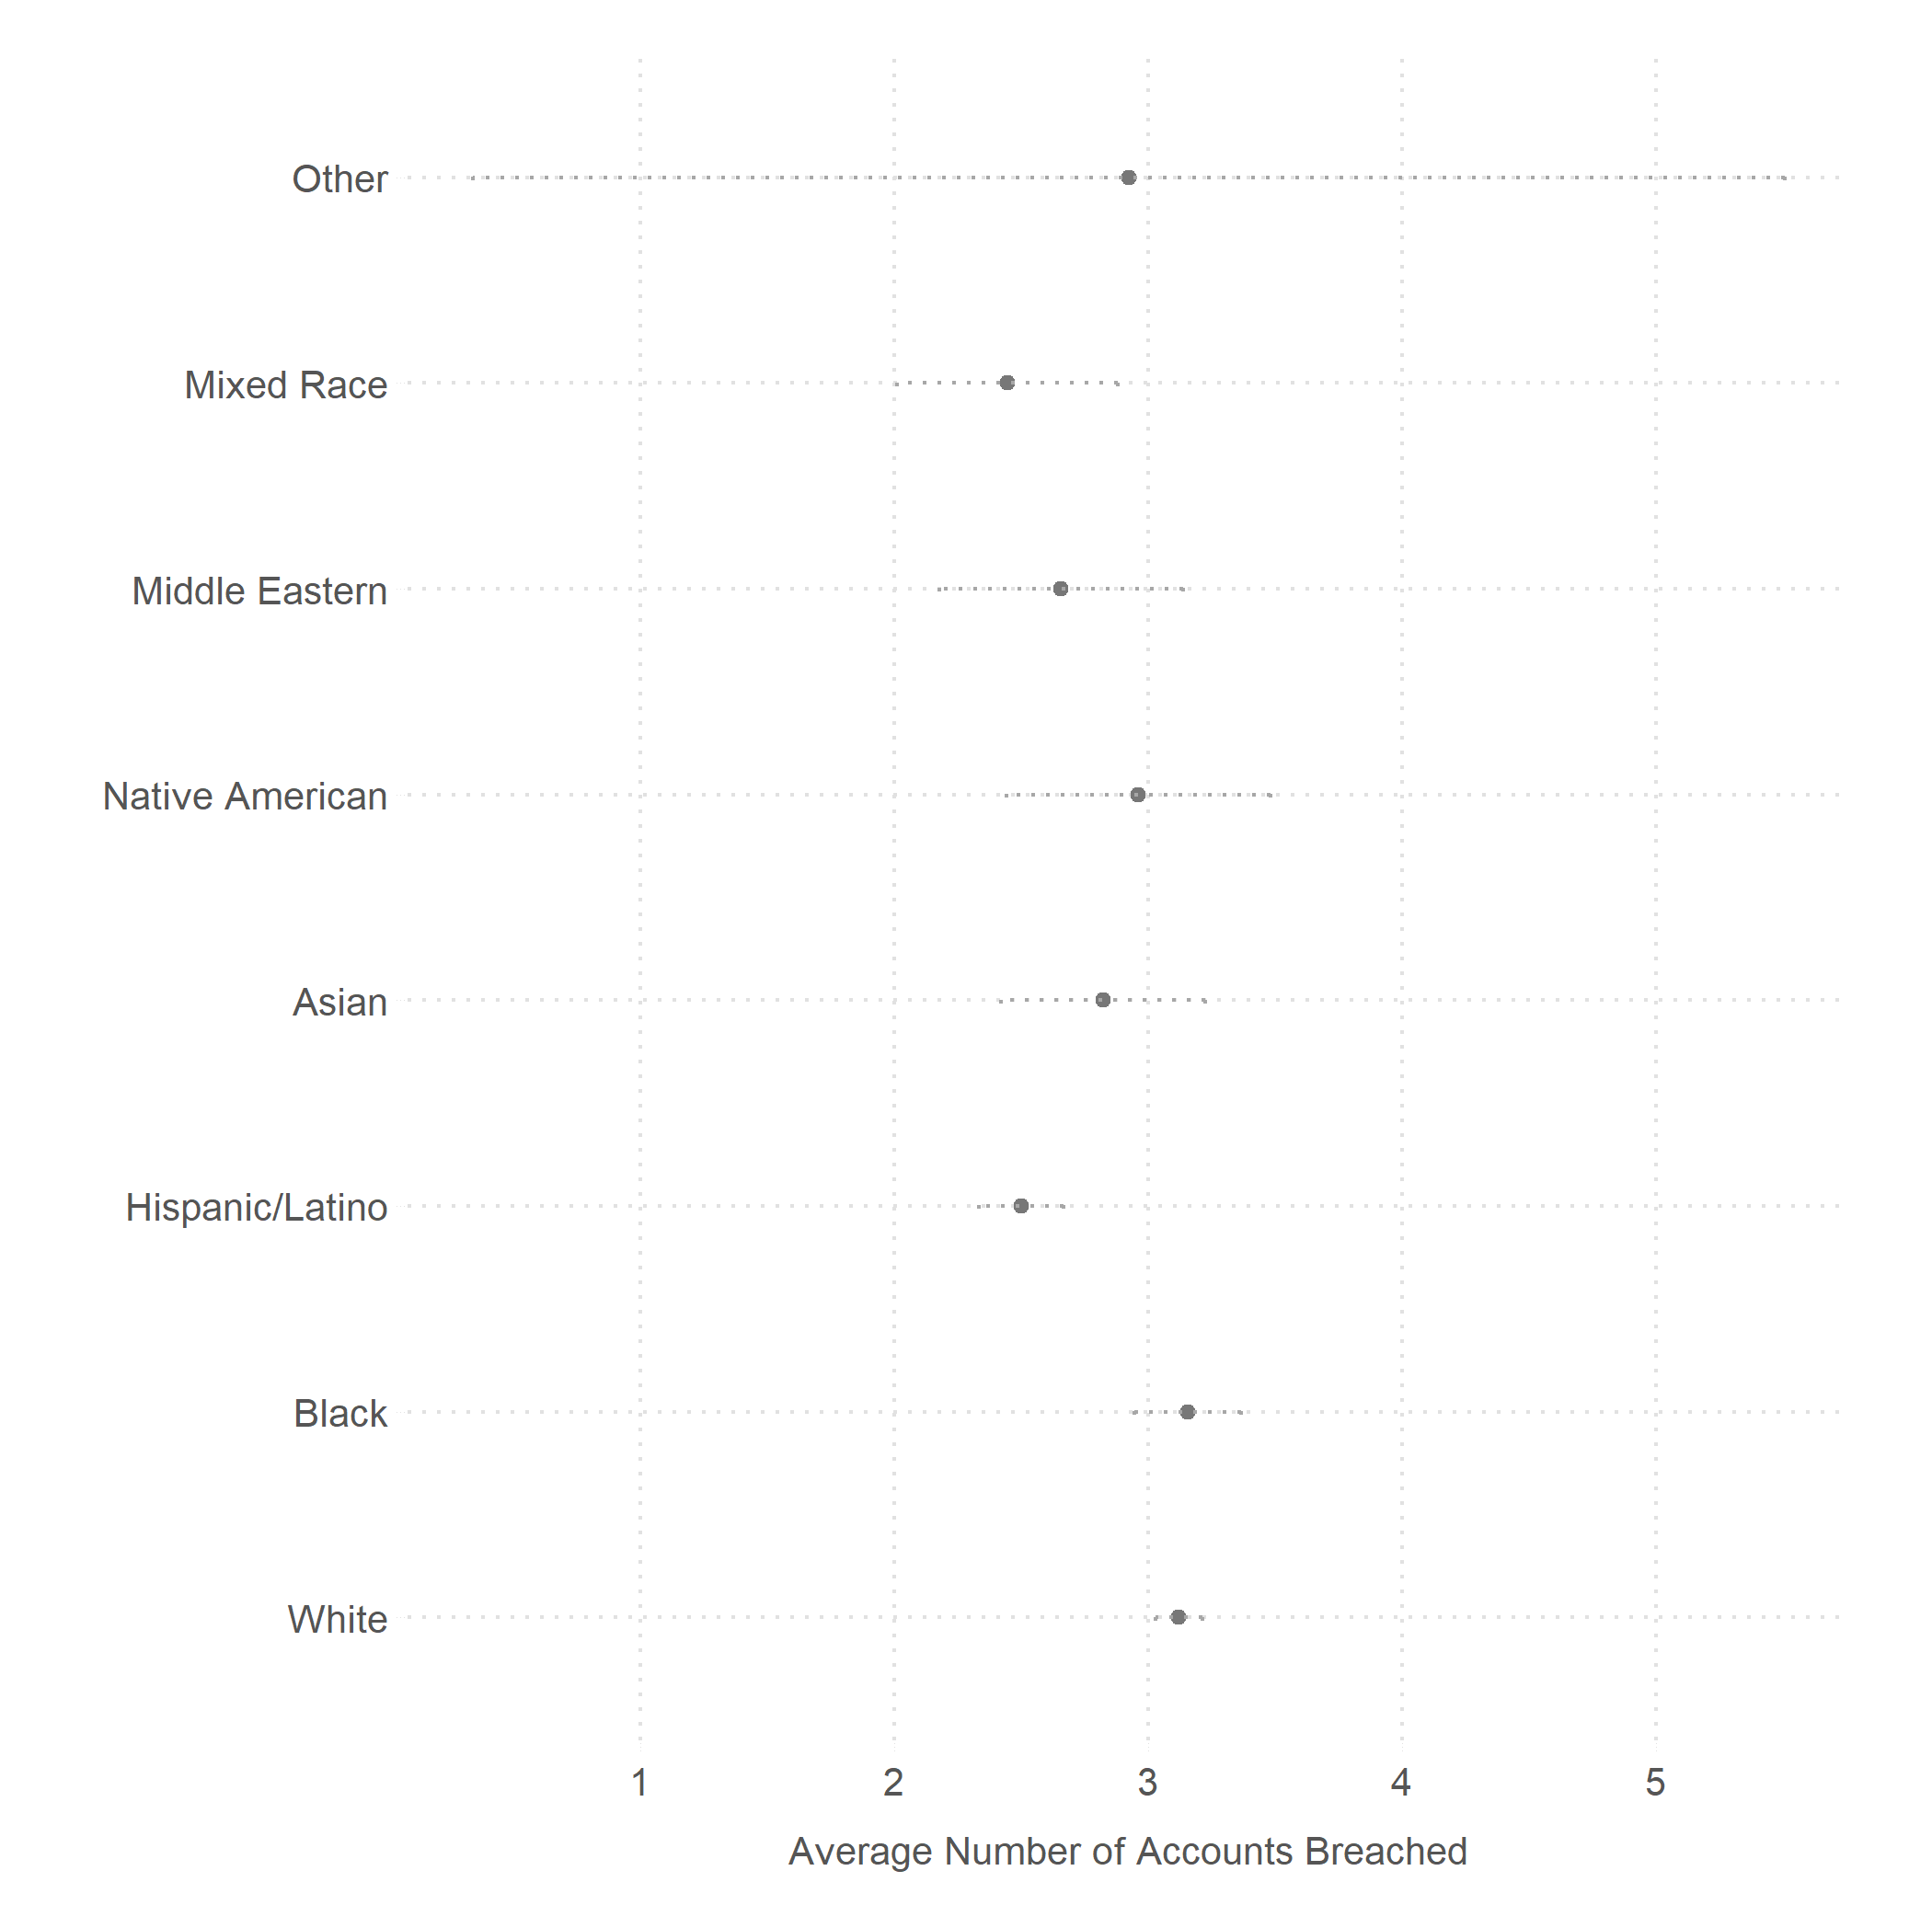 Other
Mixed Race
Middle Eastern
Native American
Asian
Hispanic/Latino
Black
White
1 2 3 4 5
Average Number of Accounts Breached